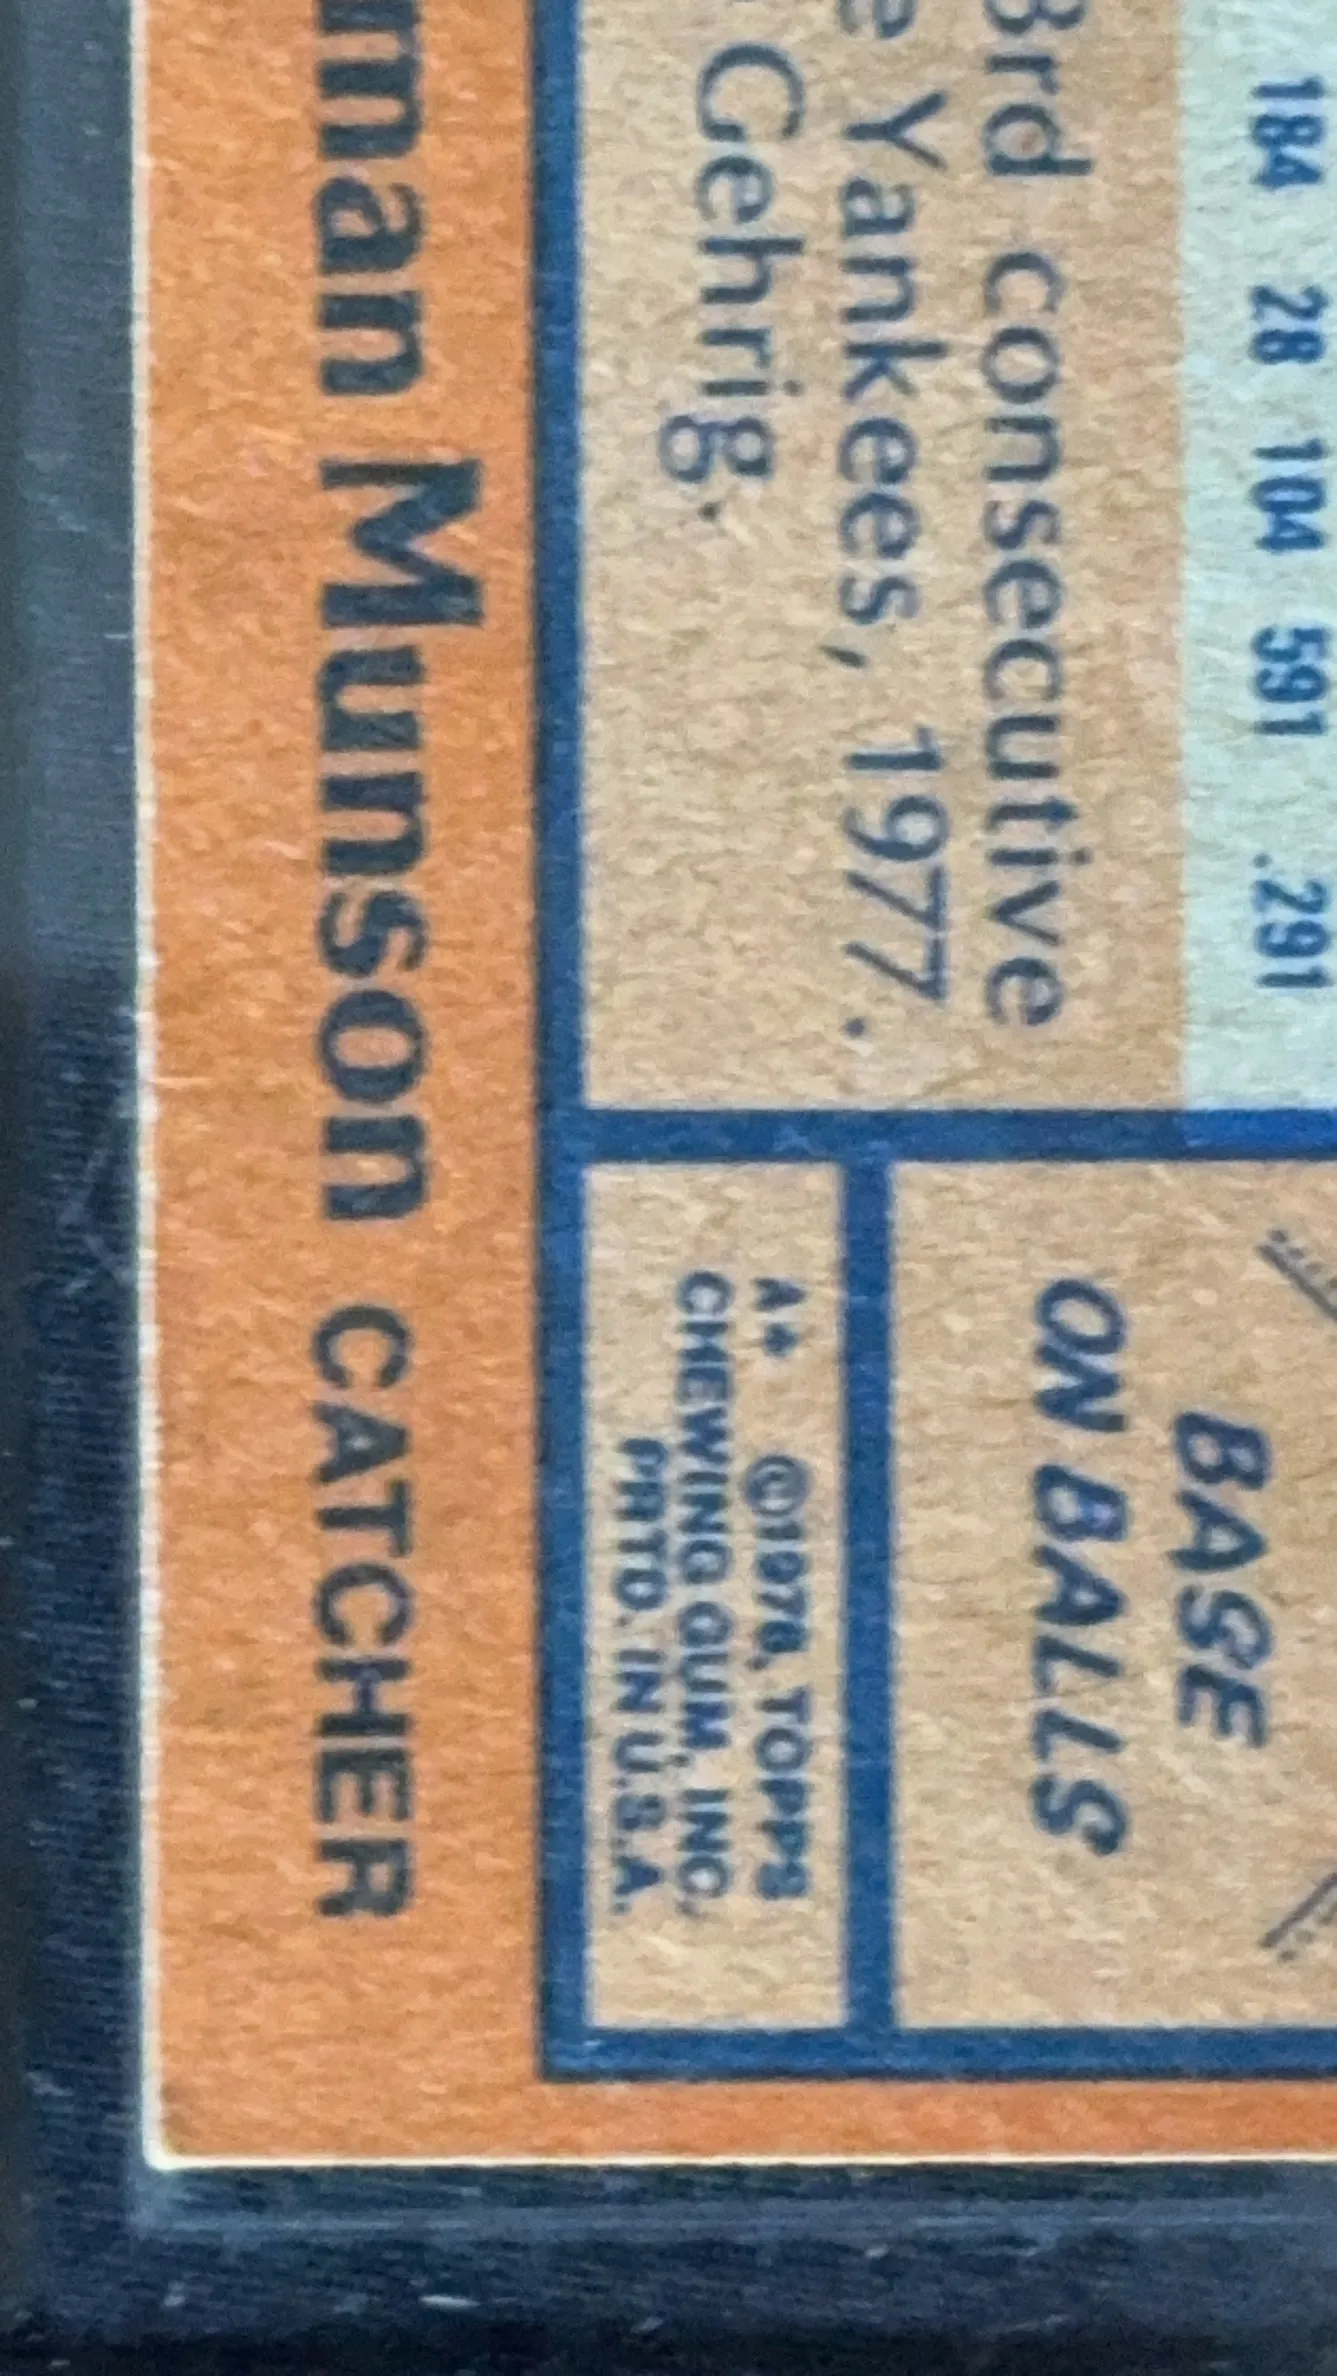 184 28 104 591 .291
3rd consecutive
e Yankees, 1977.
Gehrig.
BASE
ON BALLS
A✶ ©1978, TOPPS
CHEWING GUM, INC.
PRTD. IN U.S.A.
man Munson CATCHER